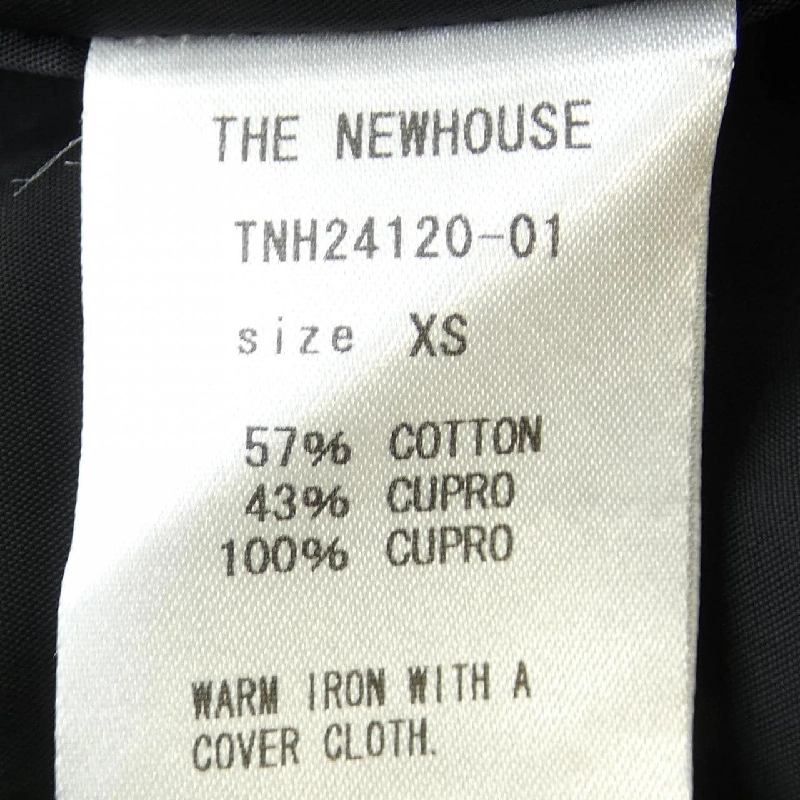 THE NEWHOUSE
TNH24120-01
size XS
57% COTTON
43% CUPRO
100% CUPRO
WARM IRON WITH A
COVER CLOTH.